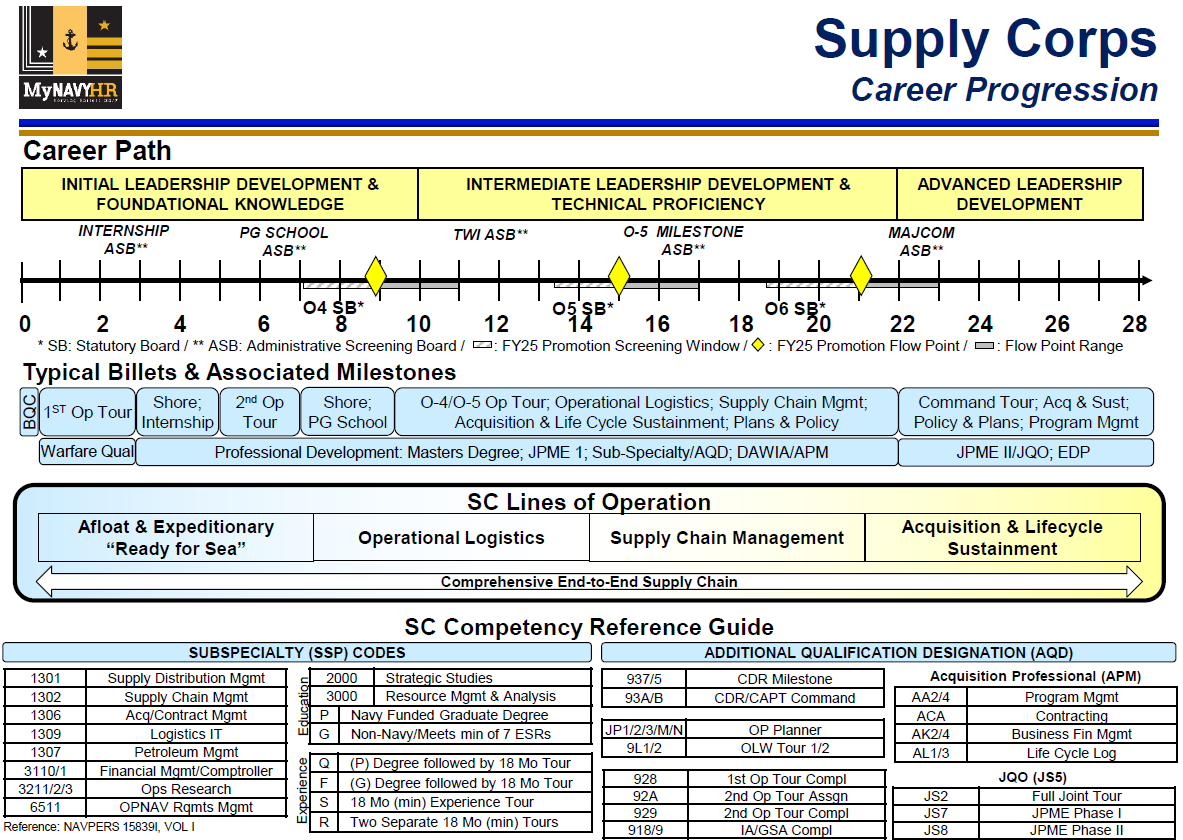 Supply Corps
MyNAVYHR
Career Progression
Career Path
INITIAL LEADERSHIP DEVELOPMENT &
FOUNDATIONAL KNOWLEDGE
INTERMEDIATE LEADERSHIP DEVELOPMENT &
TECHNICAL PROFICIENCY
ADVANCED LEADERSHIP
DEVELOPMENT
INTERNSHIP
ASB**
PG SCHOOL
ASB**
TWI ASB**
O-5 MILESTONE
ASB**
MAJCOM
ASB**
O4 SB*
O5 SB*
O6 SB*
0 2 4 6 8 10 12 14 16 18 20 22 24 26 28
* SB: Statutory Board / ** ASB: Administrative Screening Board / : FY25 Promotion Screening Window / : FY25 Promotion Flow Point / : Flow Point Range
Typical Billets & Associated Milestones
BQC
1ST Op Tour
Shore;
Internship
2nd Op
Tour
Shore;
PG School
O-4/O-5 Op Tour; Operational Logistics; Supply Chain Mgmt;
Acquisition & Life Cycle Sustainment; Plans & Policy
Command Tour; Acq & Sust;
Policy & Plans; Program Mgmt
Warfare Qual
Professional Development: Masters Degree; JPME 1; Sub-Specialty/AQD; DAWIA/APM
JPME II/JQO; EDP
SC Lines of Operation
Afloat & Expeditionary
“Ready for Sea”
Operational Logistics
Supply Chain Management
Acquisition & Lifecycle
Sustainment
Comprehensive End-to-End Supply Chain
SC Competency Reference Guide
SUBSPECIALTY (SSP) CODES
1301 Supply Distribution Mgmt
1302 Supply Chain Mgmt
1306 Acq/Contract Mgmt
1309 Logistics IT
1307 Petroleum Mgmt
3110/1 Financial Mgmt/Comptroller
3211/2/3 Ops Research
6511 OPNAV Rqmts Mgmt
Reference: NAVPERS 15839I, VOL I
Education
2000 Strategic Studies
3000 Resource Mgmt & Analysis
P Navy Funded Graduate Degree
G Non-Navy/Meets min of 7 ESRs
Experience
Q (P) Degree followed by 18 Mo Tour
F (G) Degree followed by 18 Mo Tour
S 18 Mo (min) Experience Tour
R Two Separate 18 Mo (min) Tours
ADDITIONAL QUALIFICATION DESIGNATION (AQD)
937/5 CDR Milestone
93A/B CDR/CAPT Command
JP1/2/3/M/N OP Planner
9L1/2 OLW Tour 1/2
928 1st Op Tour Compl
92A 2nd Op Tour Assgn
929 2nd Op Tour Compl
918/9 IA/GSA Compl
Acquisition Professional (APM)
AA2/4 Program Mgmt
ACA Contracting
AK2/4 Business Fin Mgmt
AL1/3 Life Cycle Log
JQO (JS5)
JS2 Full Joint Tour
JS7 JPME Phase I
JS8 JPME Phase II